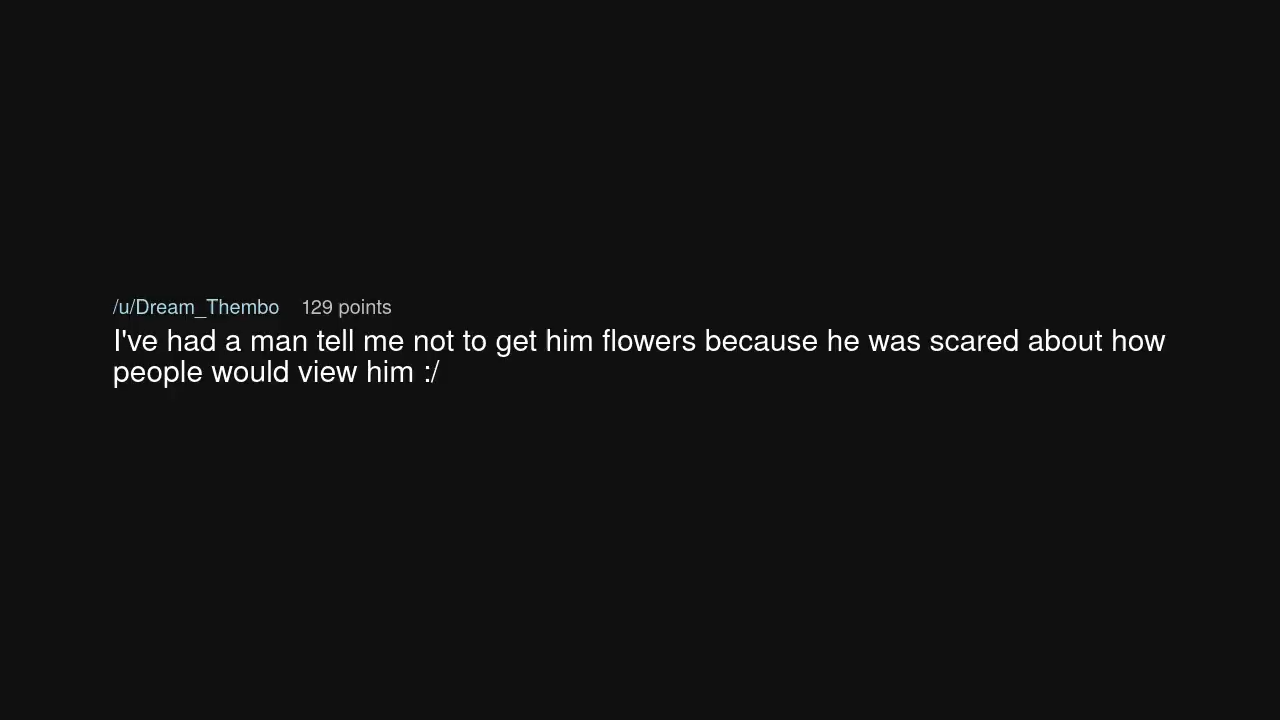 /u/Dream_Thembo 129 points
I've had a man tell me not to get him flowers because he was scared about how
people would view him :/